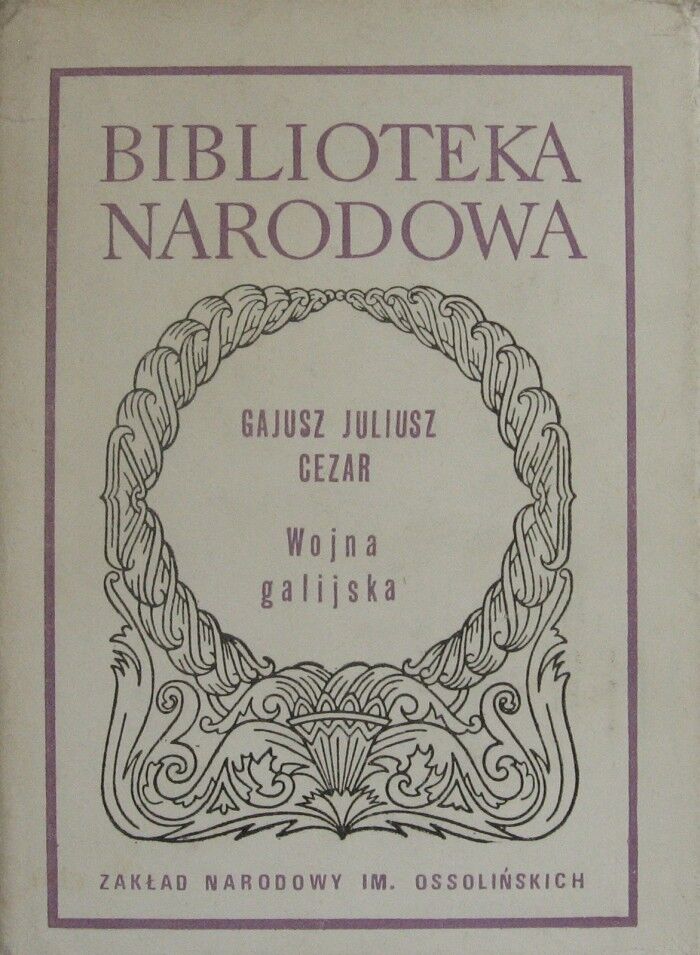 BIBLIOTEKA
NARODOWA
GAJUSZ JULIUSZ
CEZAR
Wojna
galijska
ZAKŁAD NARODOWY IM. OSSOLIŃSKICH